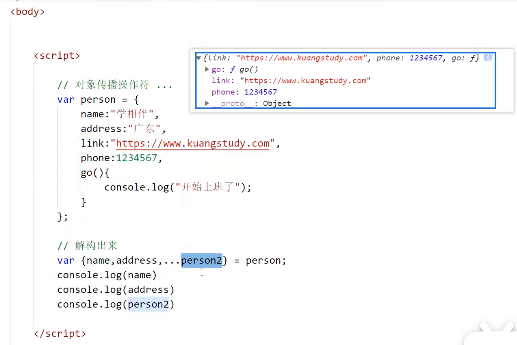 <body>
<script>
{link: "https://www.kuangstudy.com", phone: 1234567, go: ƒ}
go: ƒ go()
link: "https://www.kuangstudy.com"
phone: 1234567
__proto__: Object
// 对象传播操作符 ...
var person = {
name:"学相伴",
address:"广东",
link:"https://www.kuangstudy.com",
phone:1234567,
go(){
console.log("开始上班了");
}
};
// 解构出来
var {name,address,...person2} = person;
console.log(name)
console.log(address)
console.log(person2)
</script>